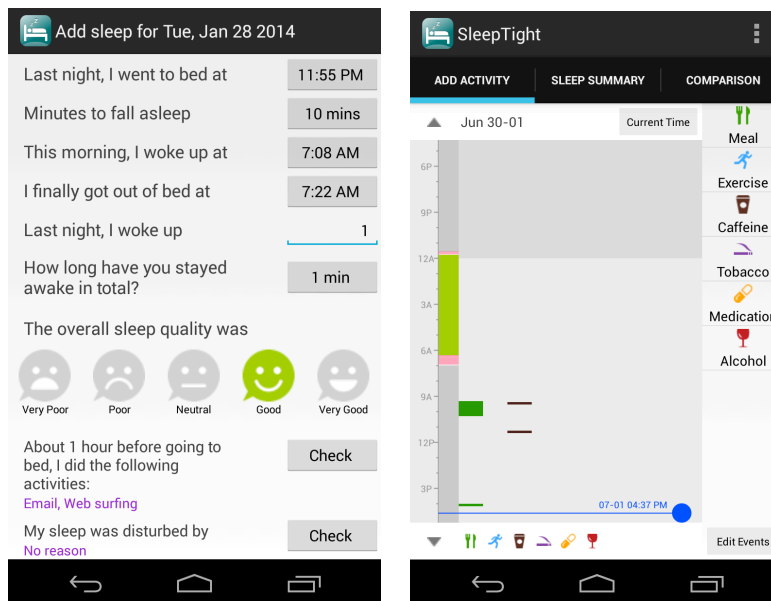 Add sleep for Tue, Jan 28 2014
Last night, I went to bed at 11:55 PM
Minutes to fall asleep 10 mins
This morning, I woke up at 7:08 AM
I finally got out of bed at 7:22 AM
Last night, I woke up 1
How long have you stayed
awake in total? 1 min
The overall sleep quality was
Very Poor Poor Neutral Good Very Good
About 1 hour before going to
bed, I did the following
activities:
Check
Email, Web surfing
My sleep was disturbed by Check
No reason
SleepTight
ADD ACTIVITY SLEEP SUMMARY COMPARISON
Jun 30-01 Current Time
6P
9P
12A
3A
6A
9A
12P
3P
07-01 04:37 PM
Meal
Exercise
Caffeine
Tobacco
Medication
Alcohol
Edit Events